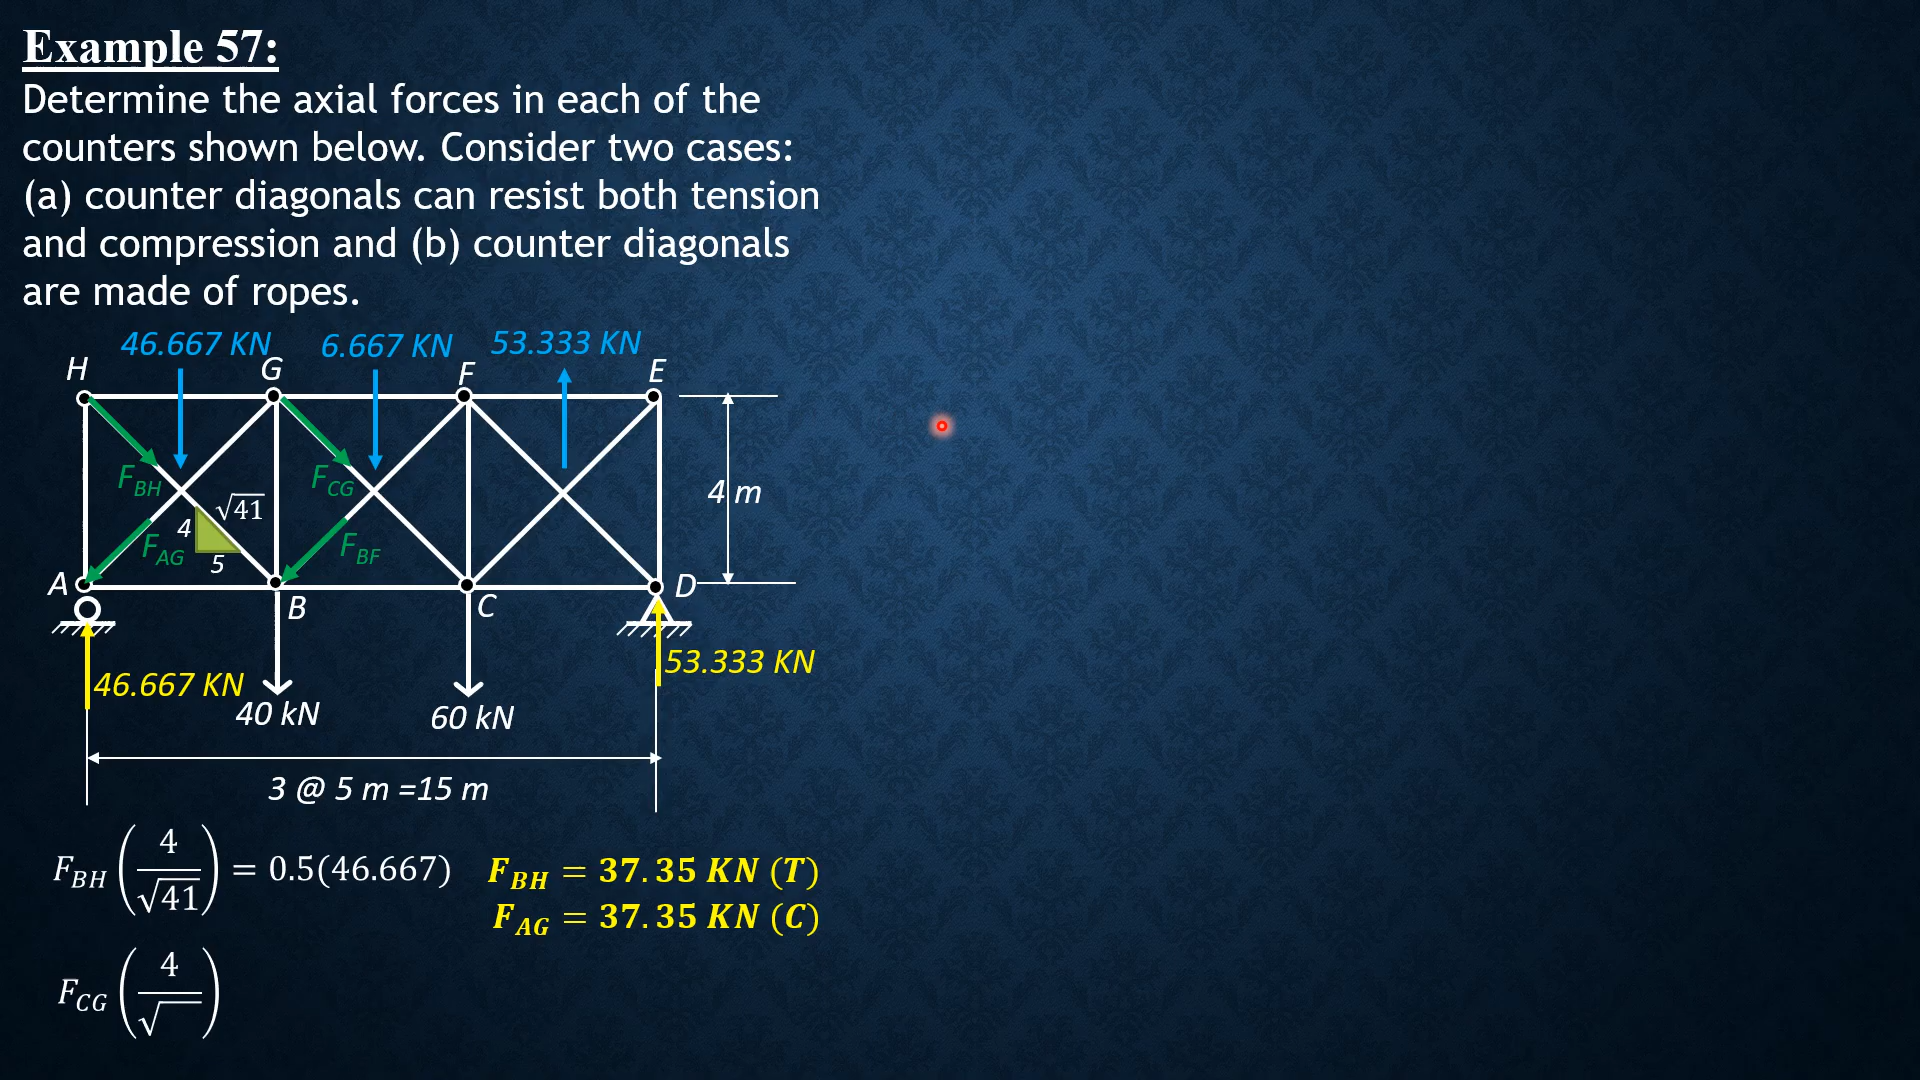 Example 57:
Determine the axial forces in each of the
counters shown below. Consider two cases:
(a) counter diagonals can resist both tension
and compression and (b) counter diagonals
are made of ropes.
46.667 KN 6.667 KN 53.333 KN
H G F E
F_BH F_CG
4 √41
4 m
F_AG 5 F_BF
A B C D
46.667 KN 53.333 KN
40 kN 60 kN
3 @ 5 m =15 m
F_BH (4/√41) = 0.5(46.667) F_BH = 37.35 KN (T)
F_AG = 37.35 KN (C)
F_CG (4/√)